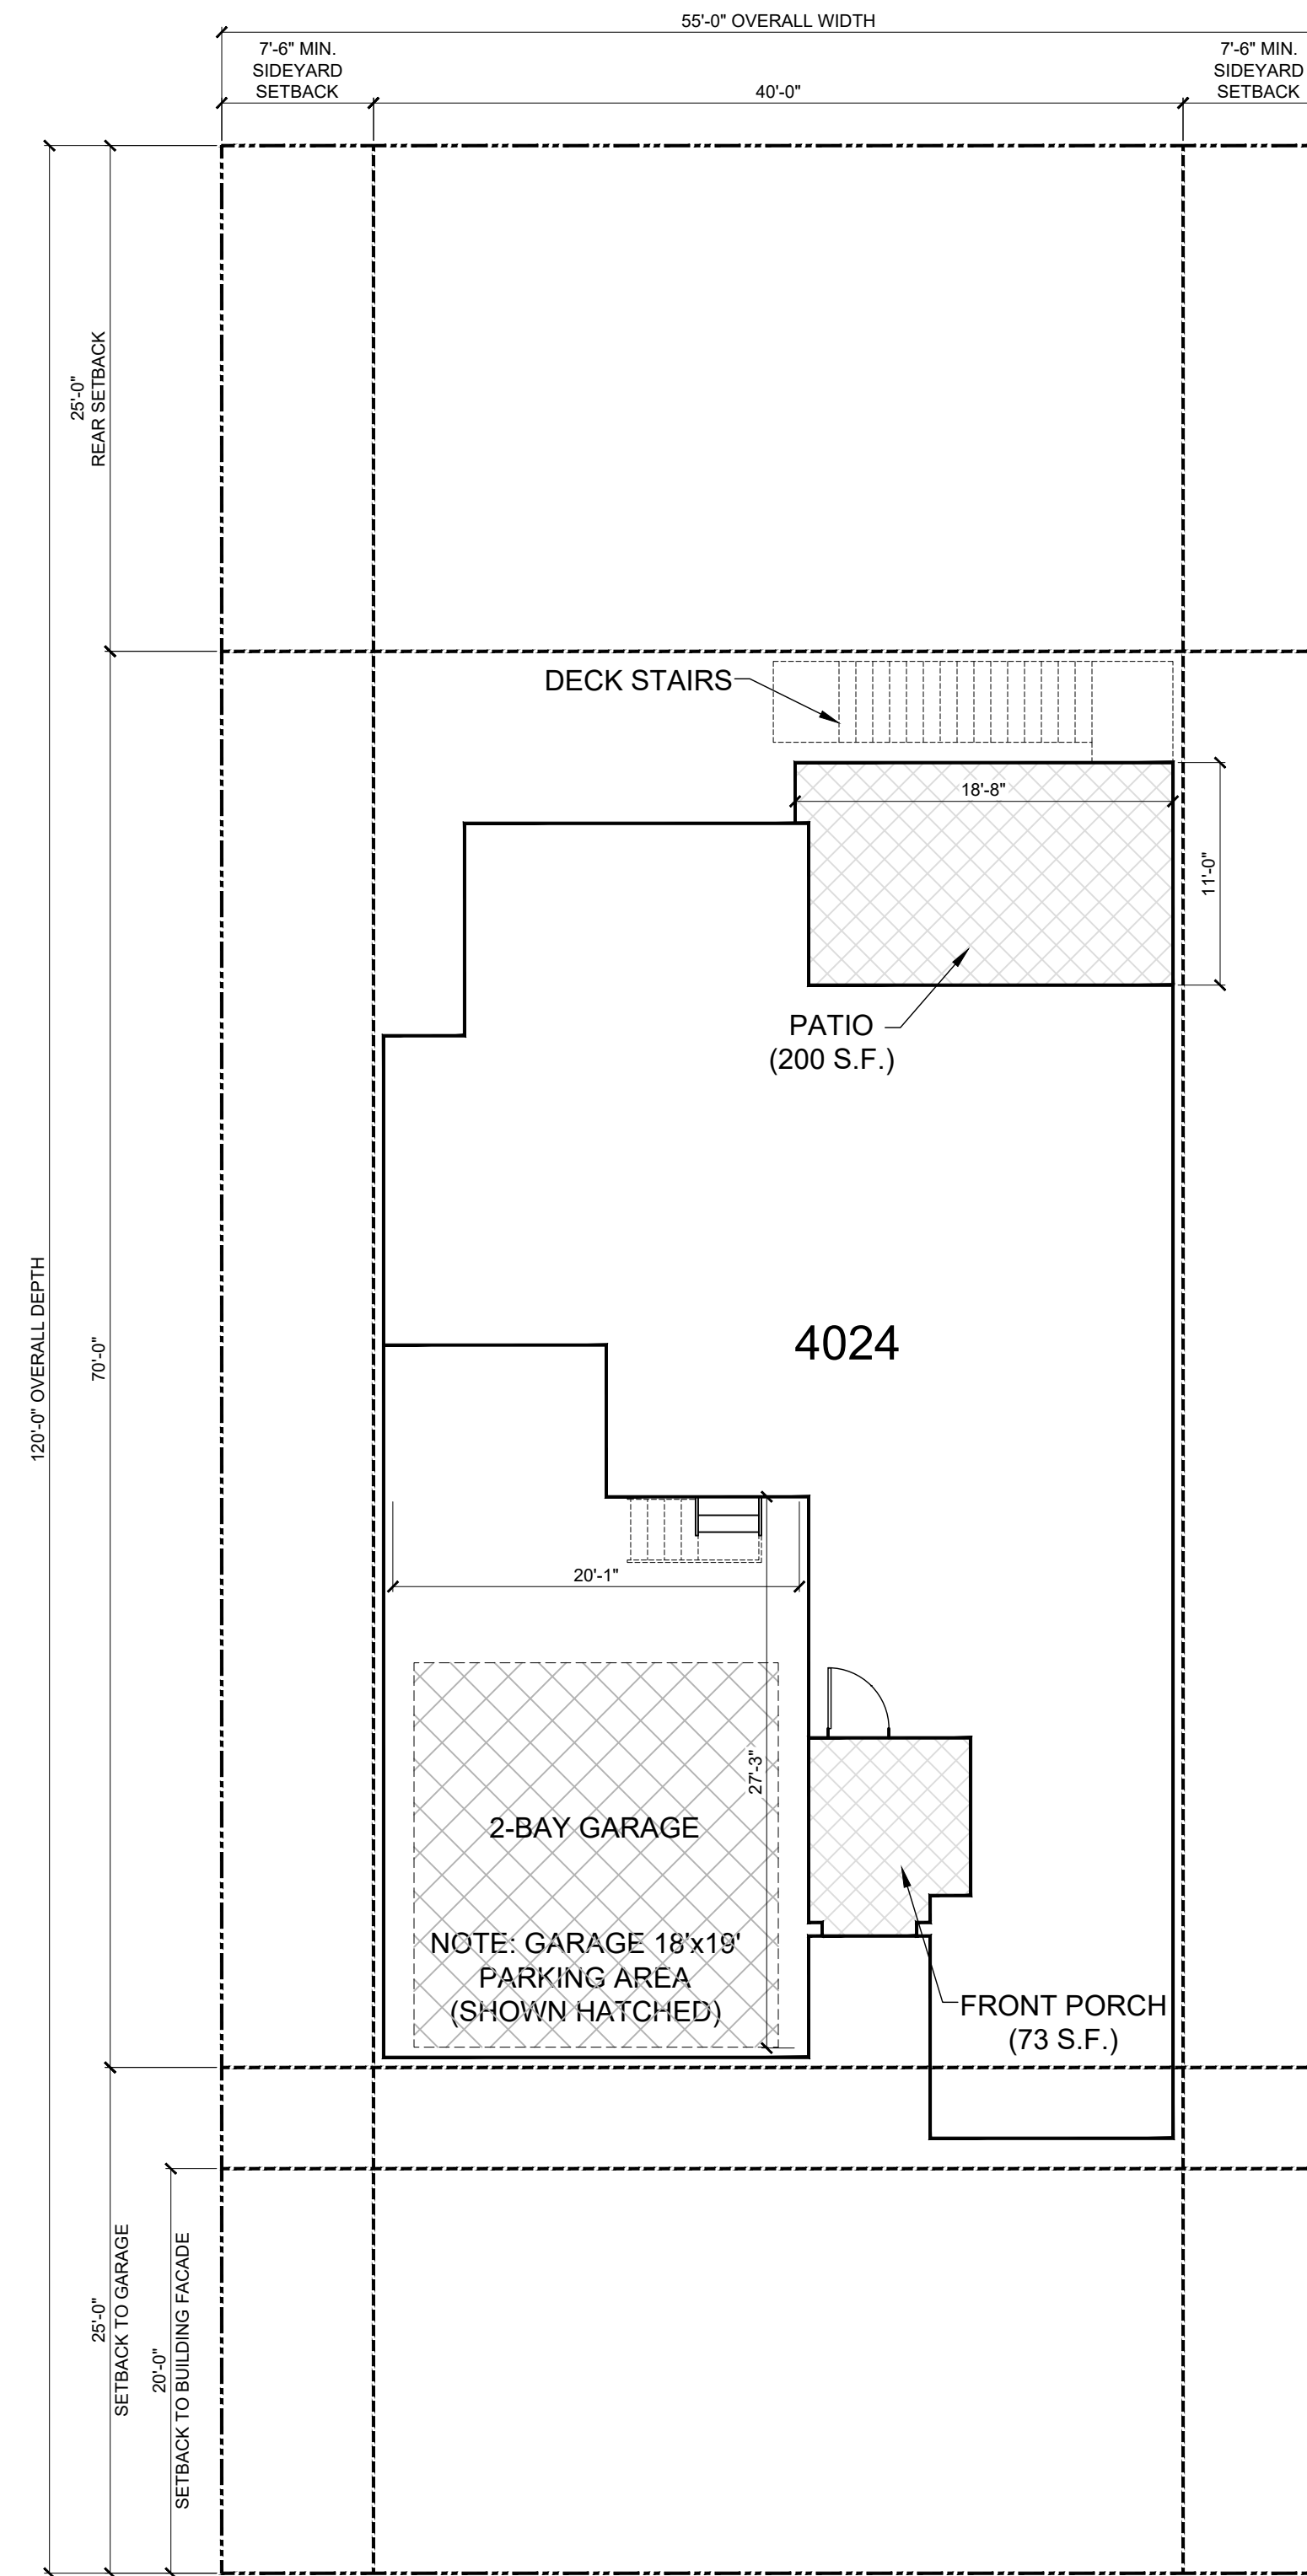 55'-0" OVERALL WIDTH
7'-6" MIN.
SIDEYARD
SETBACK
40'-0"
7'-6" MIN.
SIDEYARD
SETBACK
25'-0"
REAR SETBACK
DECK STAIRS
18'-8"
11'-0"
PATIO
(200 S.F.)
120'-0" OVERALL DEPTH
70'-0"
4024
20'-1"
27'-3"
2-BAY GARAGE
NOTE: GARAGE 18'x19'
PARKING AREA
(SHOWN HATCHED)
FRONT PORCH
(73 S.F.)
25'-0"
SETBACK TO GARAGE
20'-0"
SETBACK TO BUILDING FACADE